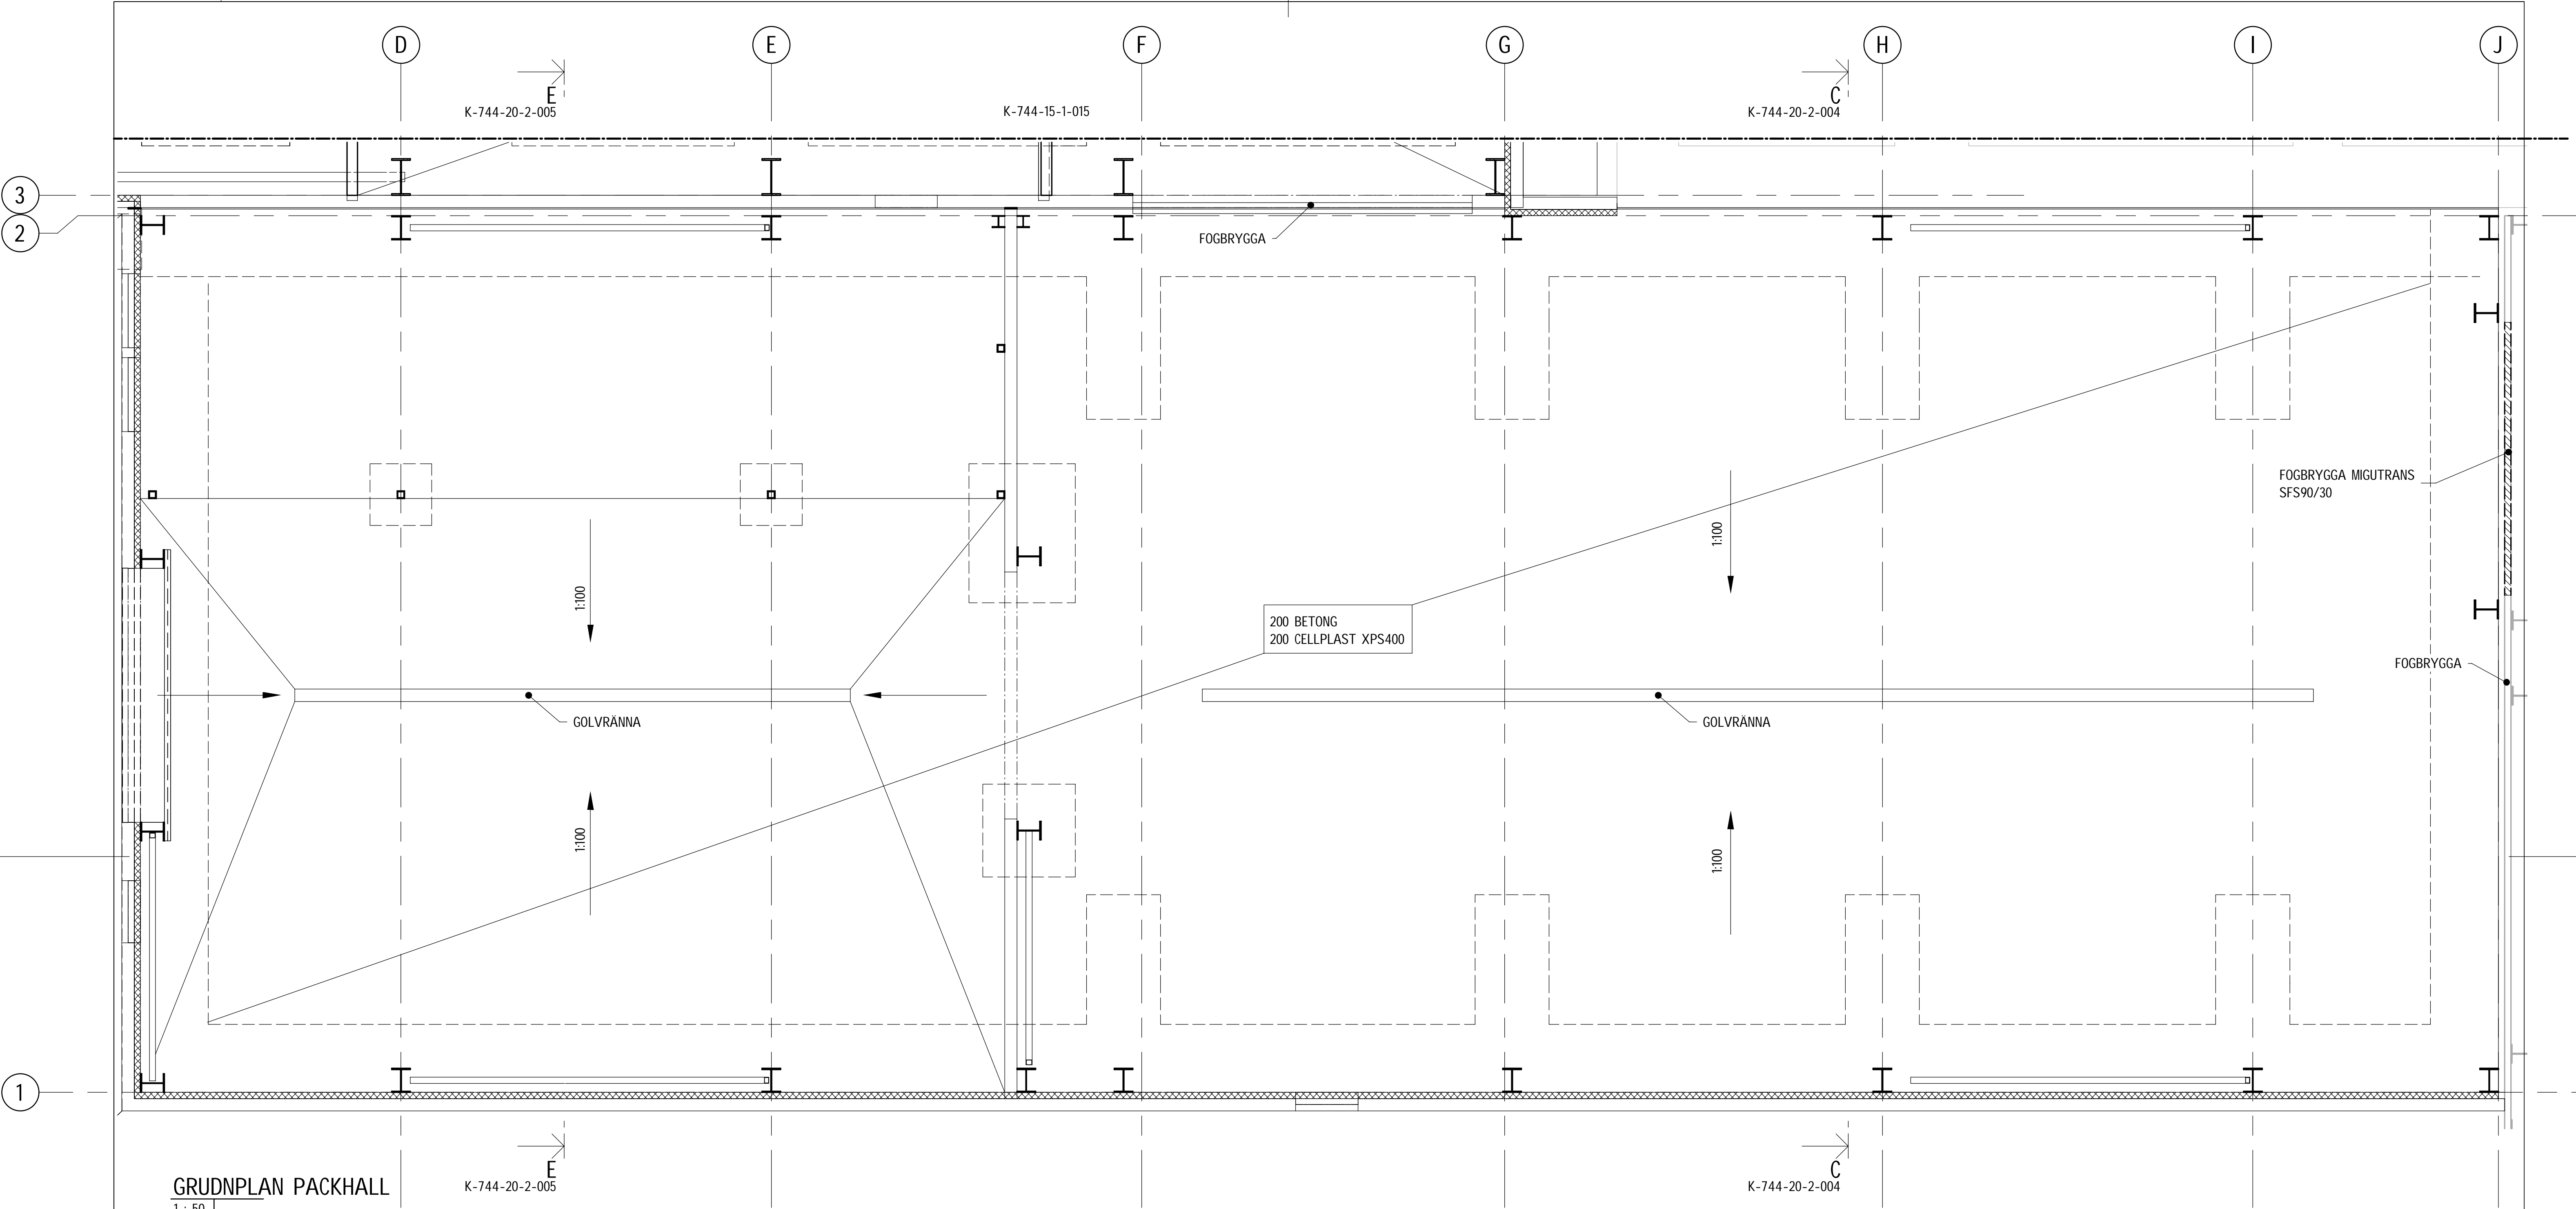 D
E
F
G
H
I
J
E
K-744-20-2-005
K-744-15-1-015
C
K-744-20-2-004
3
2
FOGBRYGGA
FOGBRYGGA MIGUTRANS
SFS90/30
1:100
1:100
200 BETONG
200 CELLPLAST XPS400
FOGBRYGGA
GOLVRÄNNA
GOLVRÄNNA
1:100
1:100
1
E
K-744-20-2-005
C
K-744-20-2-004
GRUDNPLAN PACKHALL
1 : 50